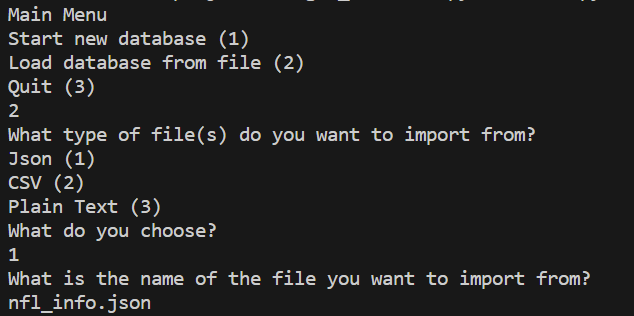 Main Menu
Start new database (1)
Load database from file (2)
Quit (3)
2
What type of file(s) do you want to import from?
Json (1)
CSV (2)
Plain Text (3)
What do you choose?
1
What is the name of the file you want to import from?
nfl_info.json